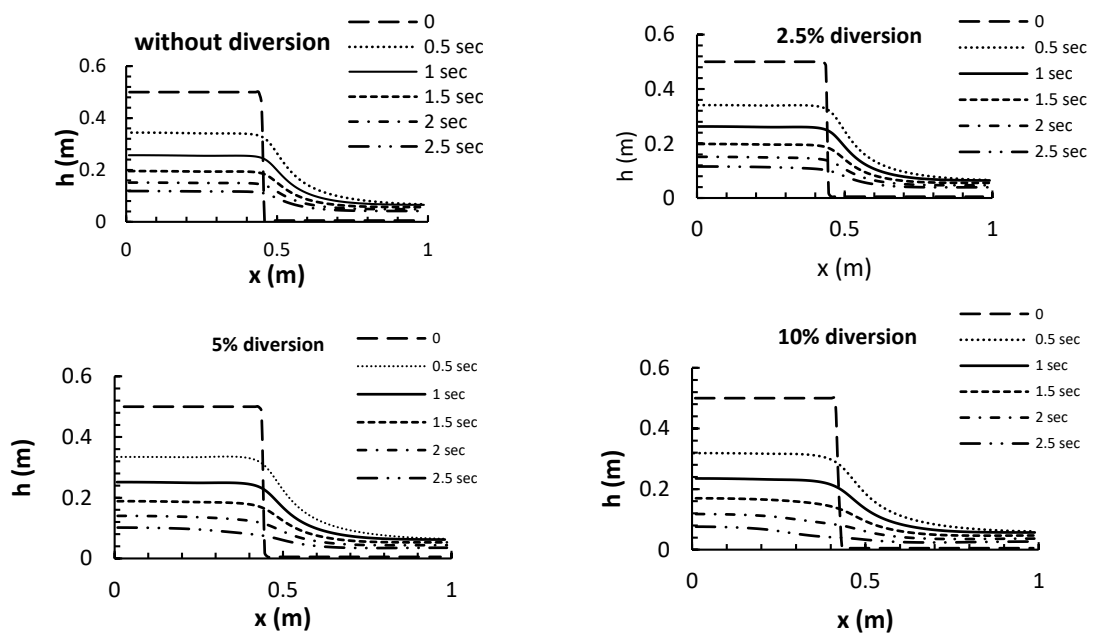 without diversion
0
0.5 sec
1 sec
1.5 sec
2 sec
2.5 sec
0.6
0.4
0.2
0
h (m)
0 0.5 1
x (m)
2.5% diversion
0
0.5 sec
1 sec
1.5 sec
2 sec
2.5 sec
0.6
0.4
0.2
0
h (m)
0 0.5 1
x (m)
5% diversion
0
0.5 sec
1 sec
1.5 sec
2 sec
2.5 sec
0.6
0.4
0.2
0
h (m)
0 0.5 1
x (m)
10% diversion
0
0.5 sec
1 sec
1.5 sec
2 sec
2.5 sec
0.6
0.4
0.2
0
h (m)
0 0.5 1
x (m)